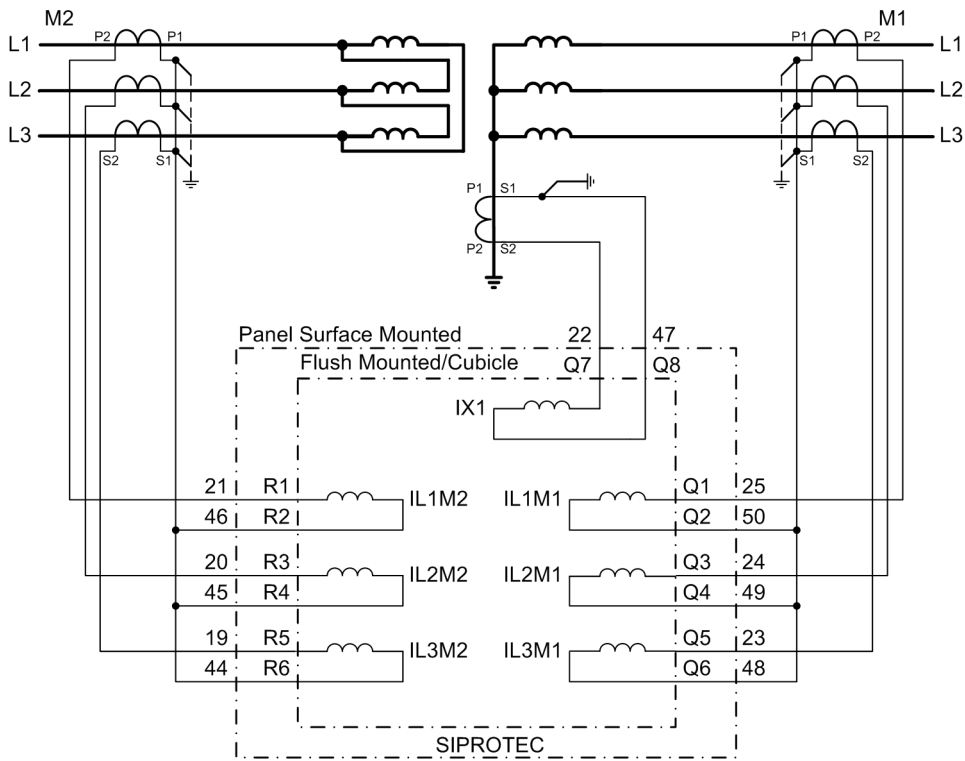 M2 M1
L1 P2 P1 P1 P2 L1
L2 L2
L3 L3
S2 S1 S1 S2
P1 S1
P2 S2
Panel Surface Mounted 22 47
Flush Mounted/Cubicle Q7 Q8
IX1
21 R1 IL1M2 IL1M1 Q1 25
46 R2 Q2 50
20 R3 IL2M2 IL2M1 Q3 24
45 R4 Q4 49
19 R5 IL3M2 IL3M1 Q5 23
44 R6 Q6 48
SIPROTEC